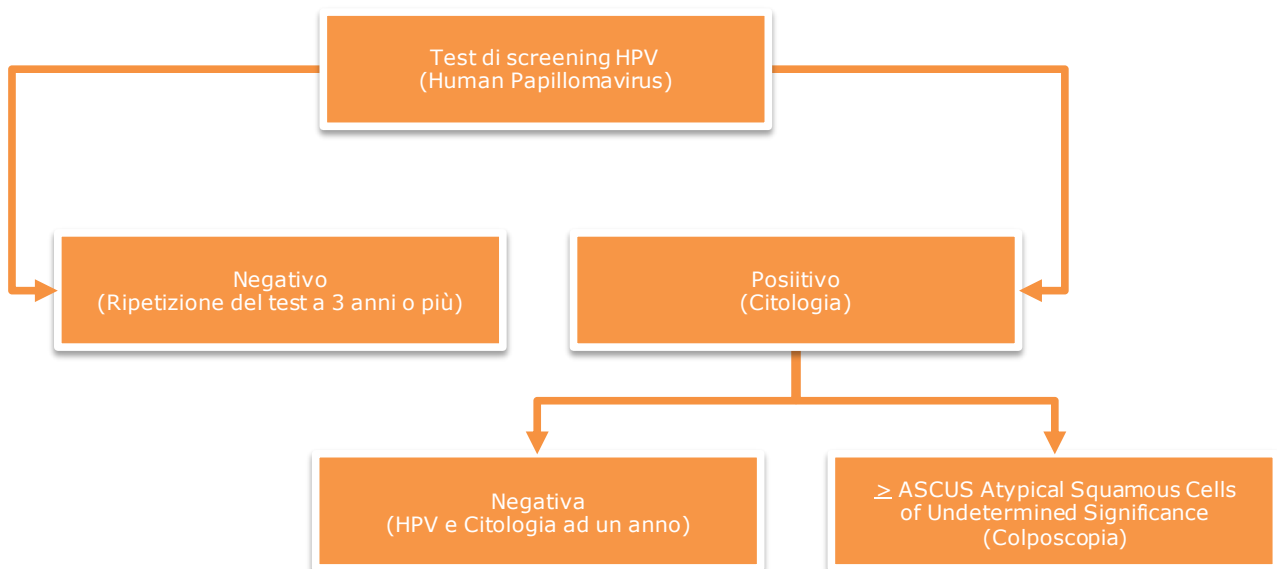 Test di screening HPV
(Human Papillomavirus)
Negativo
(Ripetizione del test a 3 anni o più)
Posiitivo
(Citologia)
Negativa
(HPV e Citologia ad un anno)
≥ ASCUS Atypical Squamous Cells
of Undetermined Significance
(Colposcopia)